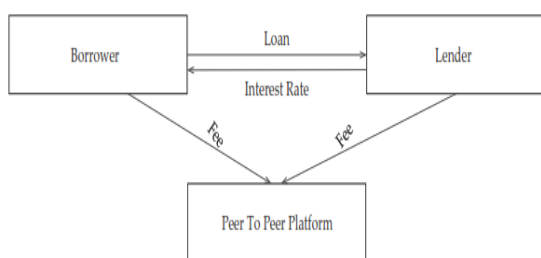 Loan
Borrower
Lender
Interest Rate
Fee
Fee
Peer To Peer Platform